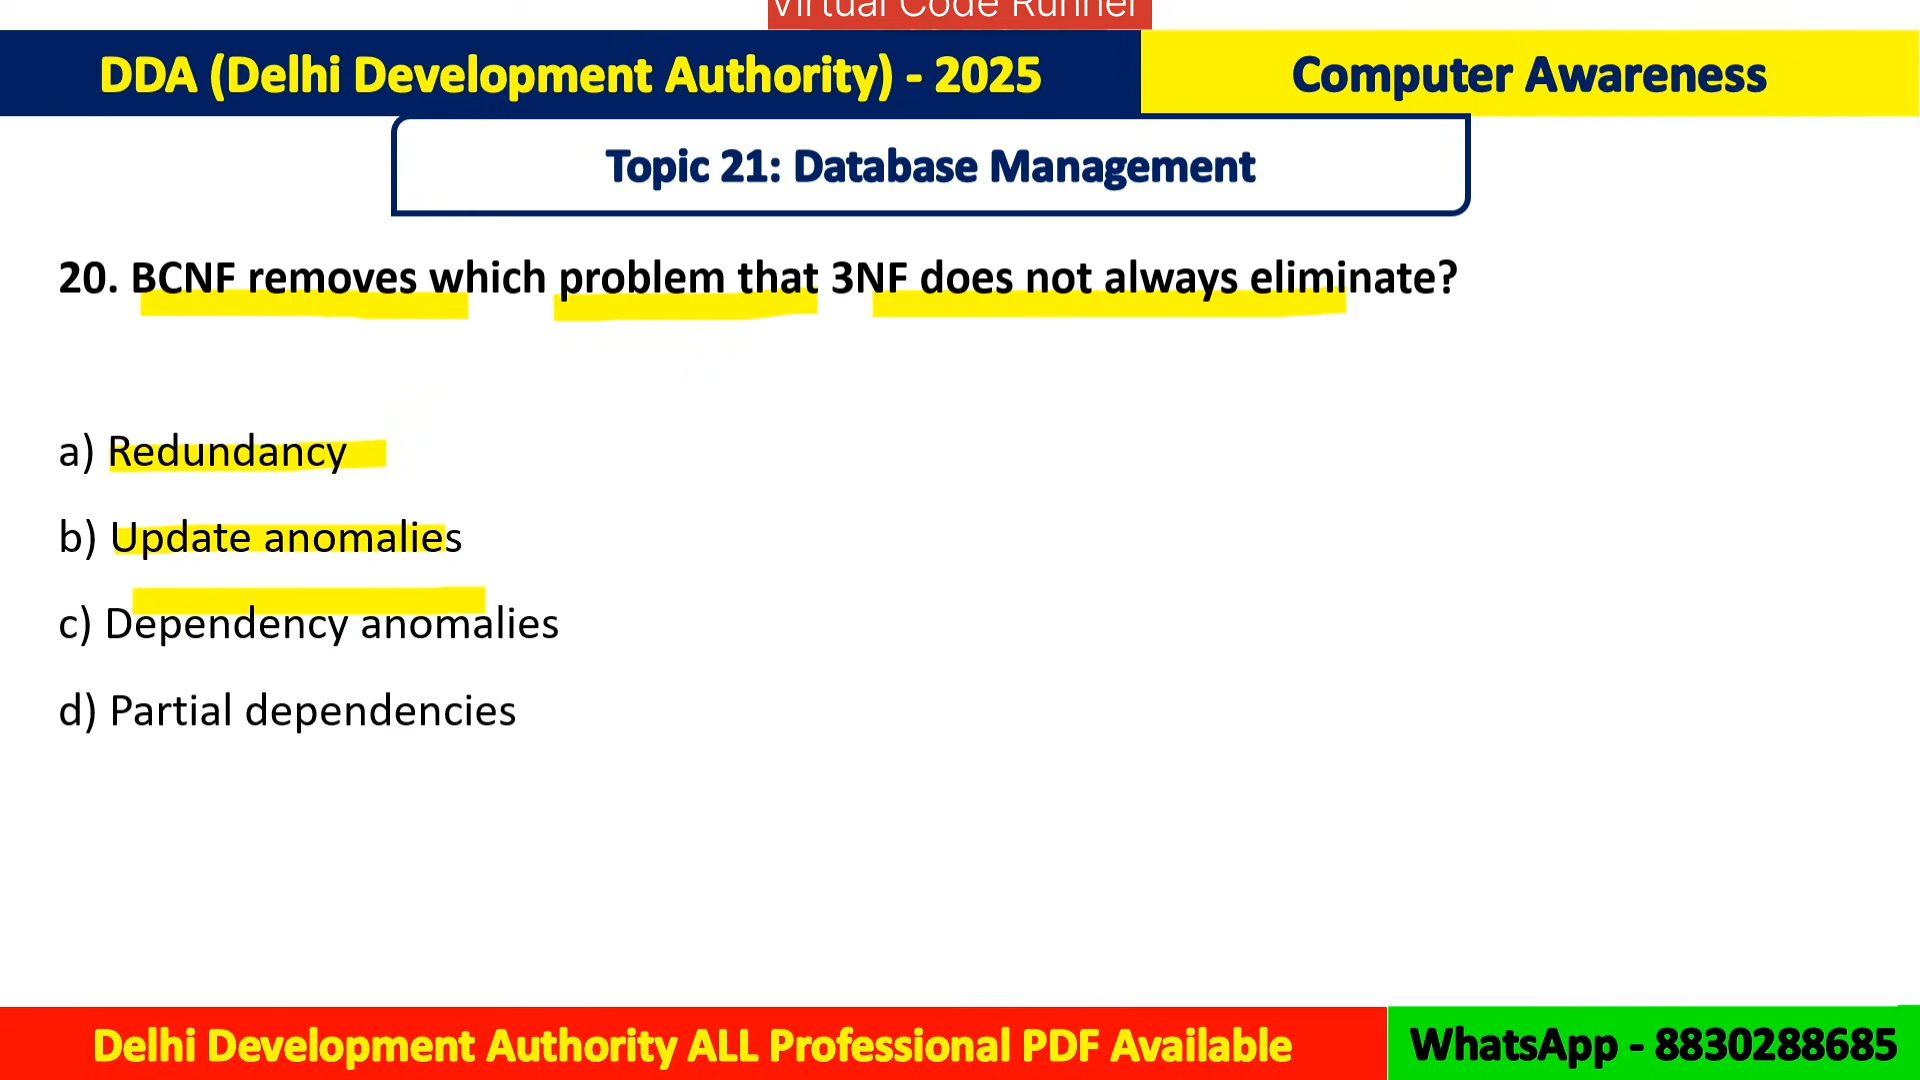 Virtual Code Runner
DDA (Delhi Development Authority) - 2025
Computer Awareness
Topic 21: Database Management
20. BCNF removes which problem that 3NF does not always eliminate?
a) Redundancy
b) Update anomalies
c) Dependency anomalies
d) Partial dependencies
Delhi Development Authority ALL Professional PDF Available
WhatsApp - 8830288685